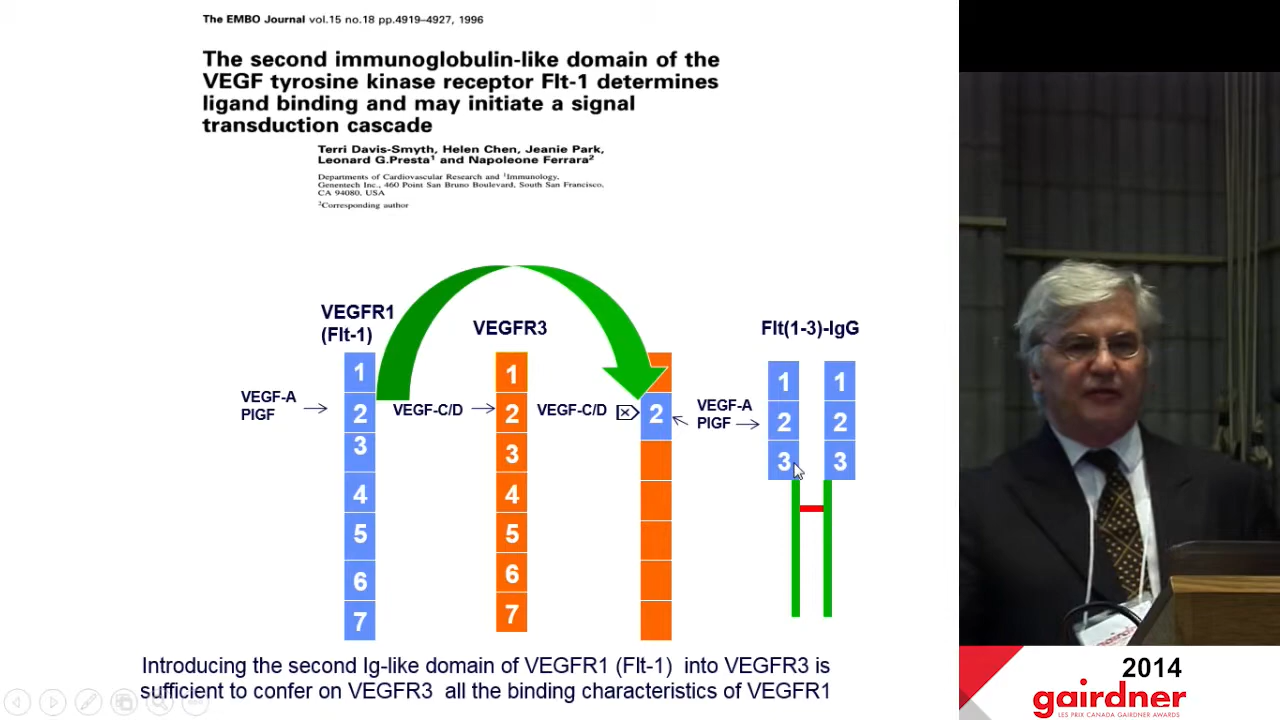 The EMBO Journal vol.15 no.18 pp.4919–4927, 1996
The second immunoglobulin-like domain of the
VEGF tyrosine kinase receptor Flt-1 determines
ligand binding and may initiate a signal
transduction cascade
Terri Davis-Smyth, Helen Chen, Jeanie Park,
Leonard G.Presta¹ and Napoleone Ferrara²
Departments of Cardiovascular Research and ¹Immunology,
Genentech Inc., 460 Point San Bruno Boulevard, South San Francisco,
CA 94080, USA
²Corresponding author
VEGFR1
(Flt-1)
1
2
3
4
5
6
7
VEGF-A
PlGF
VEGFR3
1
2
3
4
5
6
7
VEGF-C/D
VEGF-C/D
2
VEGF-A
PlGF
Flt(1-3)-IgG
1 1
2 2
3 3
Introducing the second Ig-like domain of VEGFR1 (Flt-1) into VEGFR3 is
sufficient to confer on VEGFR3 all the binding characteristics of VEGFR1
2014
gairdner
LES PRIX CANADA GAIRDNER AWARDS